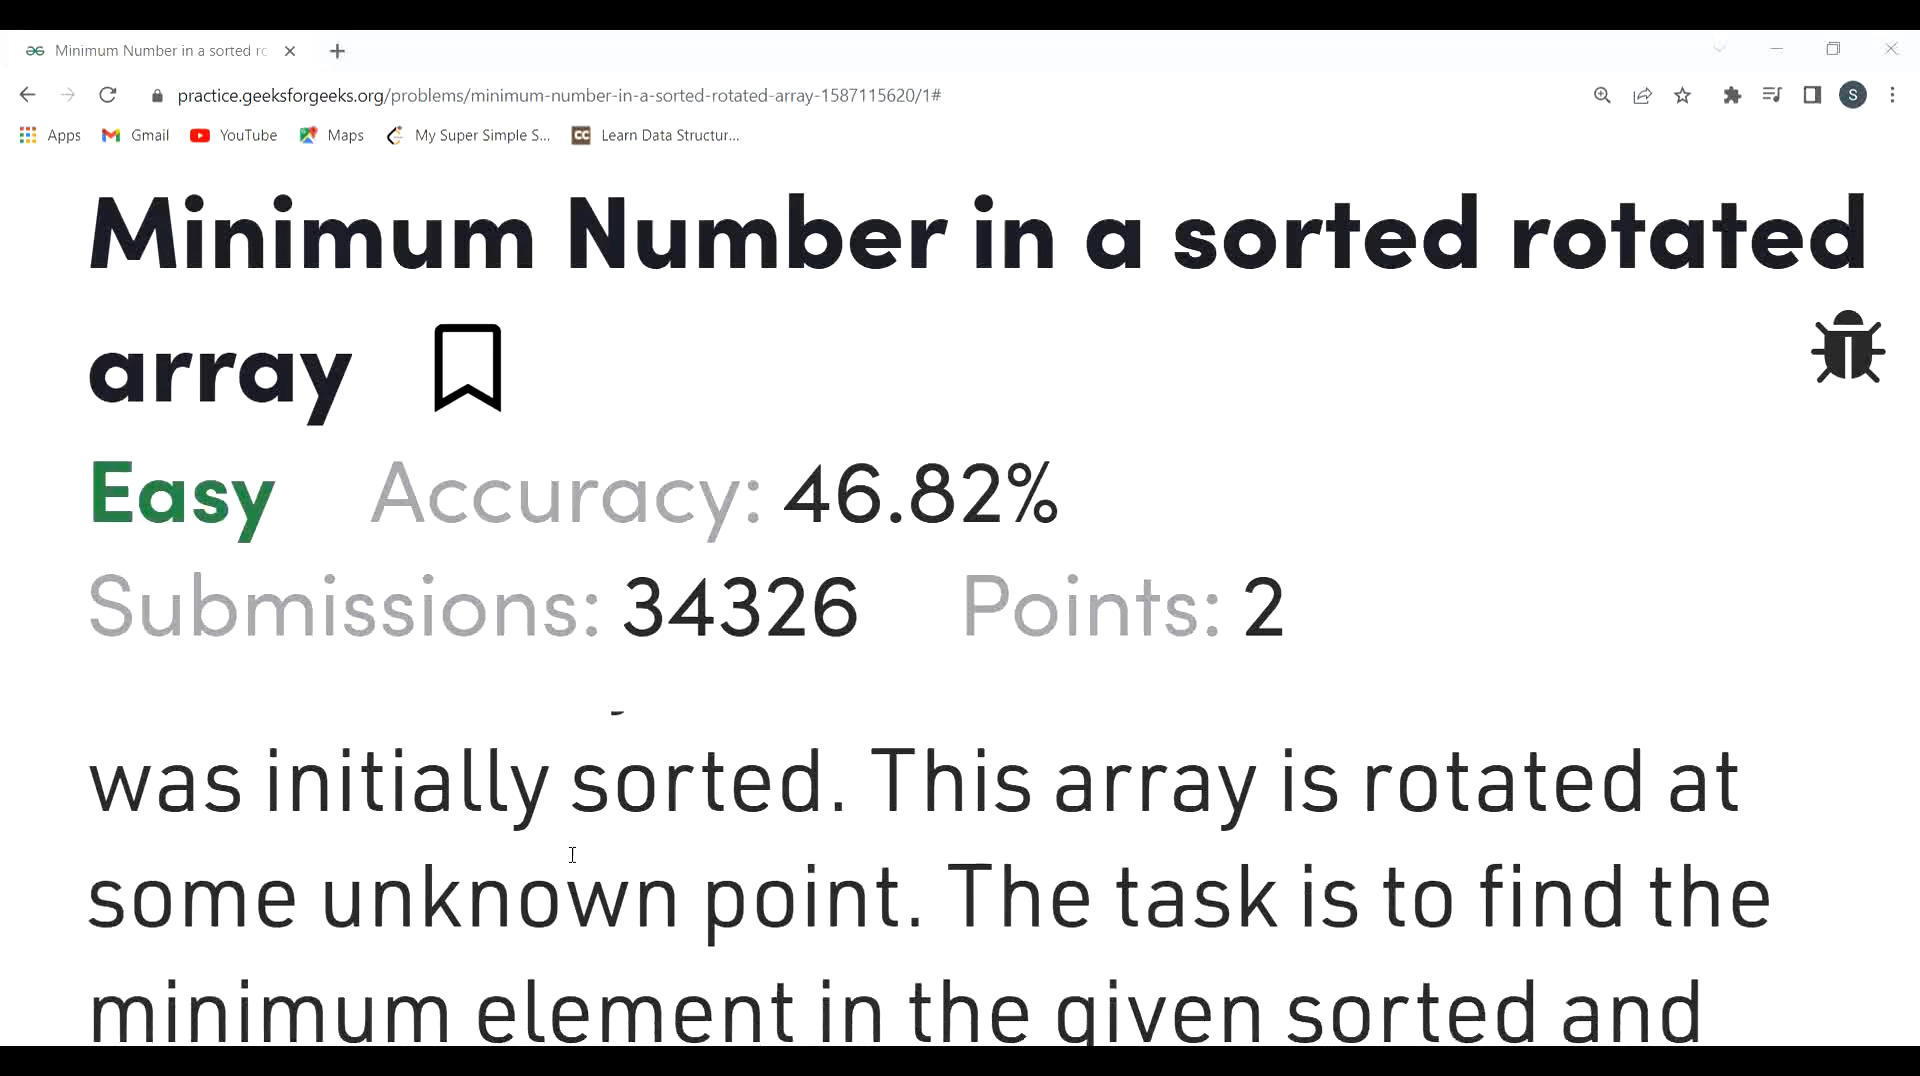 Minimum Number in a sorted ro
practice.geeksforgeeks.org/problems/minimum-number-in-a-sorted-rotated-array-1587115620/1#
S
Apps Gmail YouTube Maps My Super Simple S... CC Learn Data Structur...
Minimum Number in a sorted rotated
array
Easy Accuracy: 46.82%
Submissions: 34326 Points: 2
was initially sorted. This array is rotated at
some unknown point. The task is to find the
minimum element in the given sorted and